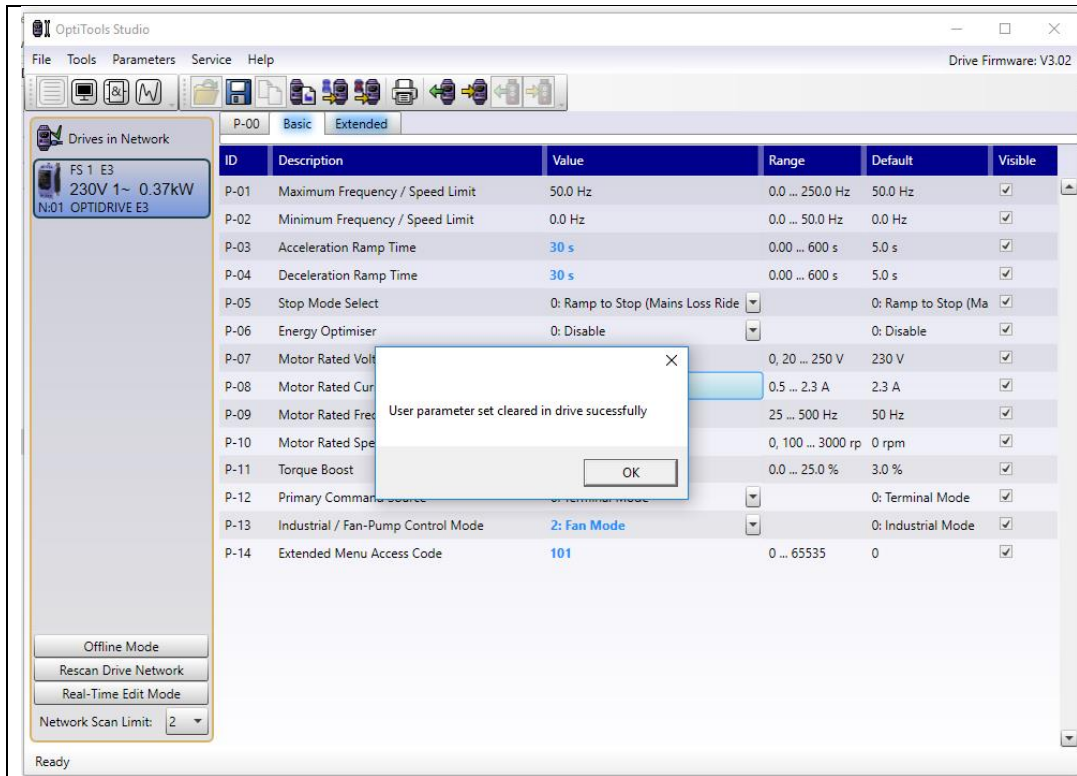 OptiTools Studio
File Tools Parameters Service Help Drive Firmware: V3.02
P-00 Basic Extended
Drives in Network
FS 1 E3
230V 1~ 0.37kW
N:01 OPTIDRIVE E3
ID Description Value Range Default Visible
P-01 Maximum Frequency / Speed Limit 50.0 Hz 0.0 ... 250.0 Hz 50.0 Hz
P-02 Minimum Frequency / Speed Limit 0.0 Hz 0.0 ... 50.0 Hz 0.0 Hz
P-03 Acceleration Ramp Time 30 s 0.00 ... 600 s 5.0 s
P-04 Deceleration Ramp Time 30 s 0.00 ... 600 s 5.0 s
P-05 Stop Mode Select 0: Ramp to Stop (Mains Loss Ride 0: Ramp to Stop (Ma
P-06 Energy Optimiser 0: Disable 0: Disable
P-07 Motor Rated Volt 0, 20 ... 250 V 230 V
P-08 Motor Rated Cur 0.5 ... 2.3 A 2.3 A
P-09 Motor Rated Freq 25 ... 500 Hz 50 Hz
P-10 Motor Rated Spe 0, 100 ... 3000 rp 0 rpm
P-11 Torque Boost 0.0 ... 25.0 % 3.0 %
P-12 Primary Command Source 0: Terminal Mode 0: Terminal Mode
P-13 Industrial / Fan-Pump Control Mode 2: Fan Mode 0: Industrial Mode
P-14 Extended Menu Access Code 101 0 ... 65535 0
User parameter set cleared in drive sucessfully
OK
Offline Mode
Rescan Drive Network
Real-Time Edit Mode
Network Scan Limit: 2
Ready